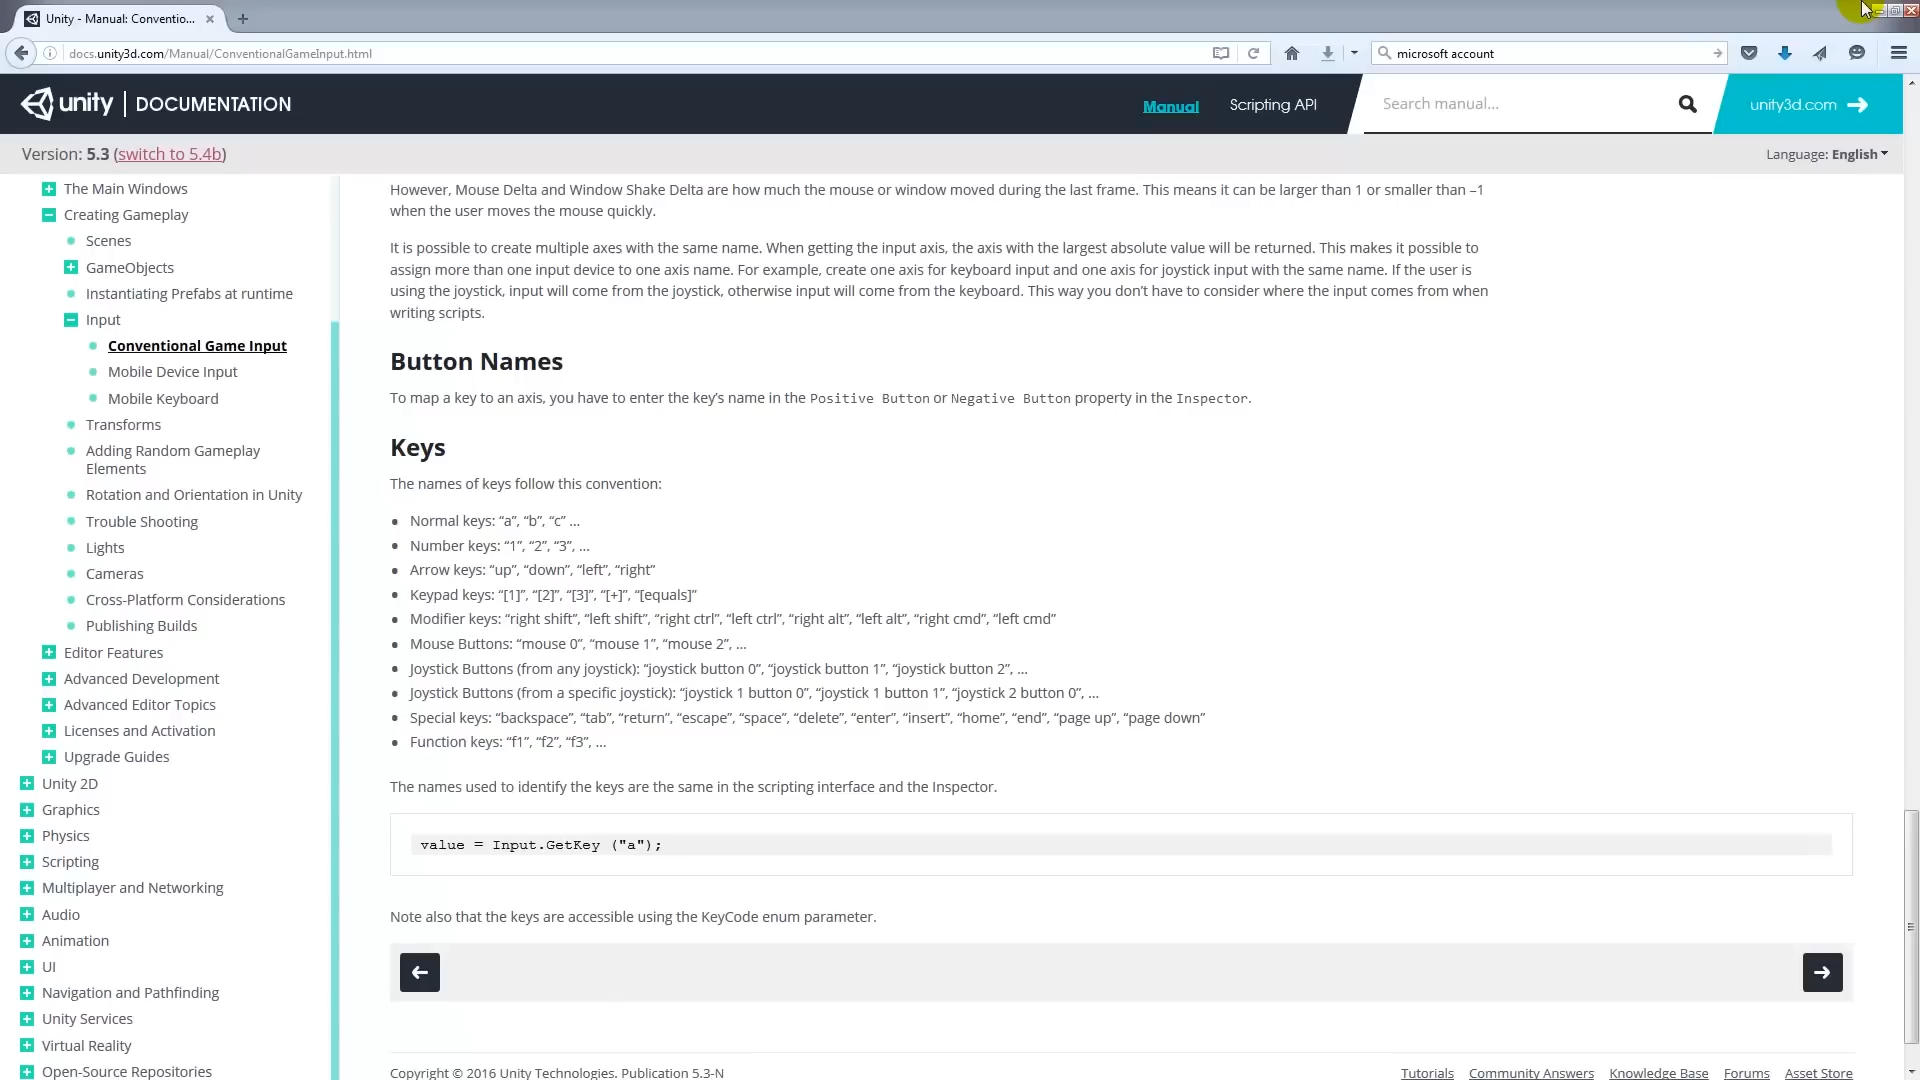 Unity - Manual: Conventio...
docs.unity3d.com/Manual/ConventionalGameInput.html
microsoft account
unity | DOCUMENTATION
Manual
Scripting API
Search manual...
unity3d.com
Version: 5.3 (switch to 5.4b)
Language: English
The Main Windows
Creating Gameplay
Scenes
GameObjects
Instantiating Prefabs at runtime
Input
Conventional Game Input
Mobile Device Input
Mobile Keyboard
Transforms
Adding Random Gameplay
Elements
Rotation and Orientation in Unity
Trouble Shooting
Lights
Cameras
Cross-Platform Considerations
Publishing Builds
Editor Features
Advanced Development
Advanced Editor Topics
Licenses and Activation
Upgrade Guides
Unity 2D
Graphics
Physics
Scripting
Multiplayer and Networking
Audio
Animation
UI
Navigation and Pathfinding
Unity Services
Virtual Reality
Open-Source Repositories
However, Mouse Delta and Window Shake Delta are how much the mouse or window moved during the last frame. This means it can be larger than 1 or smaller than –1
when the user moves the mouse quickly.
It is possible to create multiple axes with the same name. When getting the input axis, the axis with the largest absolute value will be returned. This makes it possible to
assign more than one input device to one axis name. For example, create one axis for keyboard input and one axis for joystick input with the same name. If the user is
using the joystick, input will come from the joystick, otherwise input will come from the keyboard. This way you don’t have to consider where the input comes from when
writing scripts.
Button Names
To map a key to an axis, you have to enter the key’s name in the Positive Button or Negative Button property in the Inspector.
Keys
The names of keys follow this convention:
Normal keys: “a”, “b”, “c” …
Number keys: “1”, “2”, “3”, …
Arrow keys: “up”, “down”, “left”, “right”
Keypad keys: “[1]”, “[2]”, “[3]”, “[+]”, “[equals]”
Modifier keys: “right shift”, “left shift”, “right ctrl”, “left ctrl”, “right alt”, “left alt”, “right cmd”, “left cmd”
Mouse Buttons: “mouse 0”, “mouse 1”, “mouse 2”, …
Joystick Buttons (from any joystick): “joystick button 0”, “joystick button 1”, “joystick button 2”, …
Joystick Buttons (from a specific joystick): “joystick 1 button 0”, “joystick 1 button 1”, “joystick 2 button 0”, …
Special keys: “backspace”, “tab”, “return”, “escape”, “space”, “delete”, “enter”, “insert”, “home”, “end”, “page up”, “page down”
Function keys: “f1”, “f2”, “f3”, …
The names used to identify the keys are the same in the scripting interface and the Inspector.
value = Input.GetKey ("a");
Note also that the keys are accessible using the KeyCode enum parameter.
Copyright © 2016 Unity Technologies. Publication 5.3-N
Tutorials
Community Answers
Knowledge Base
Forums
Asset Store